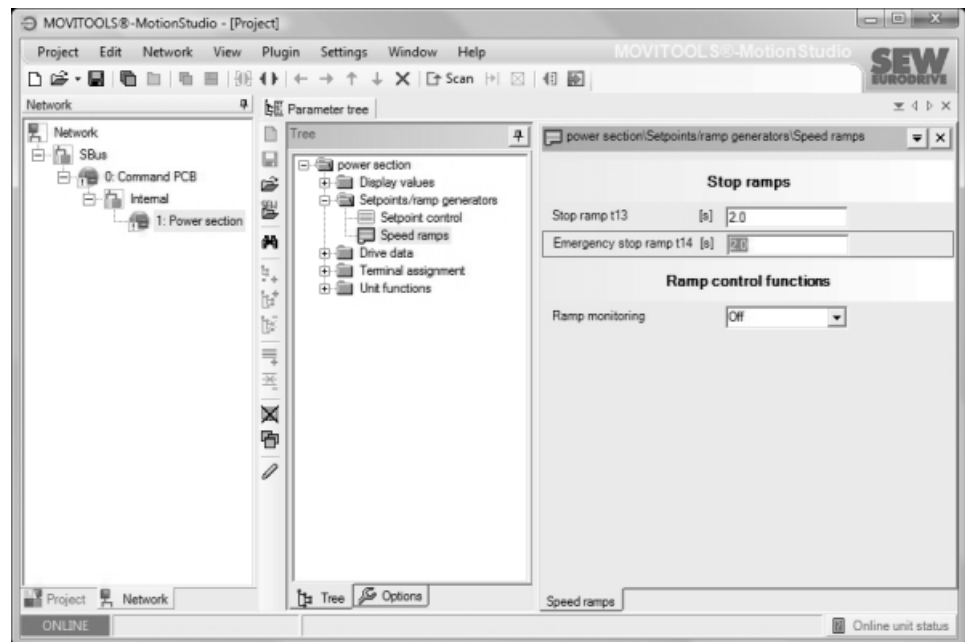 MOVITOOLS®-MotionStudio - [Project]
Project Edit Network View Plugin Settings Window Help
MOVITOOLS®-MotionStudio
SEW
EURODRIVE
Scan
Network
Parameter tree
Network
SBus
0: Command PCB
Internal
1: Power section
Tree
power section
Display values
Setpoints/ramp generators
Setpoint control
Speed ramps
Drive data
Terminal assignment
Unit functions
power section\Setpoints/ramp generators\Speed ramps
Stop ramps
Stop ramp t13 [s] 2.0
Emergency stop ramp t14 [s] 2.0
Ramp control functions
Ramp monitoring Off
Project Network
Tree Options
Speed ramps
ONLINE
Online unit status